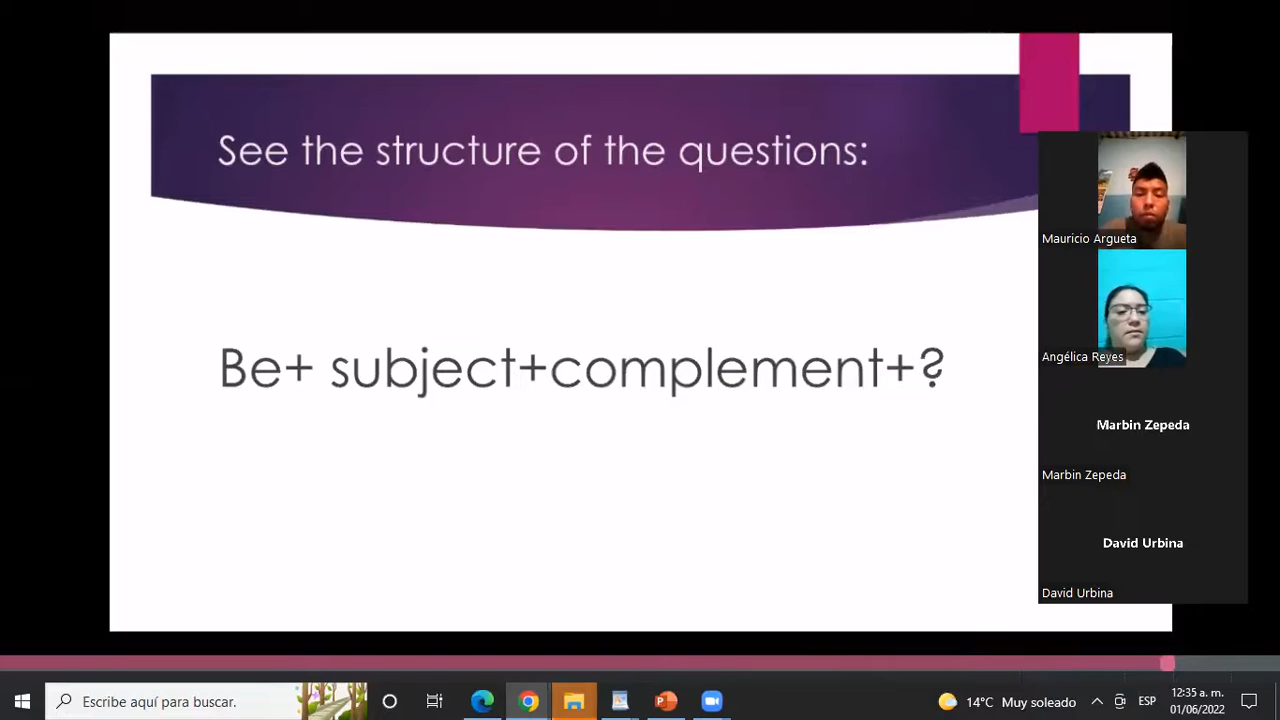 See the structure of the questions:
Be+ subject+complement+?
Mauricio Argueta
Angélica Reyes
Marbin Zepeda
Marbin Zepeda
David Urbina
David Urbina
Escribe aquí para buscar.
14°C Muy soleado
ESP
12:35 a. m.
01/06/2022